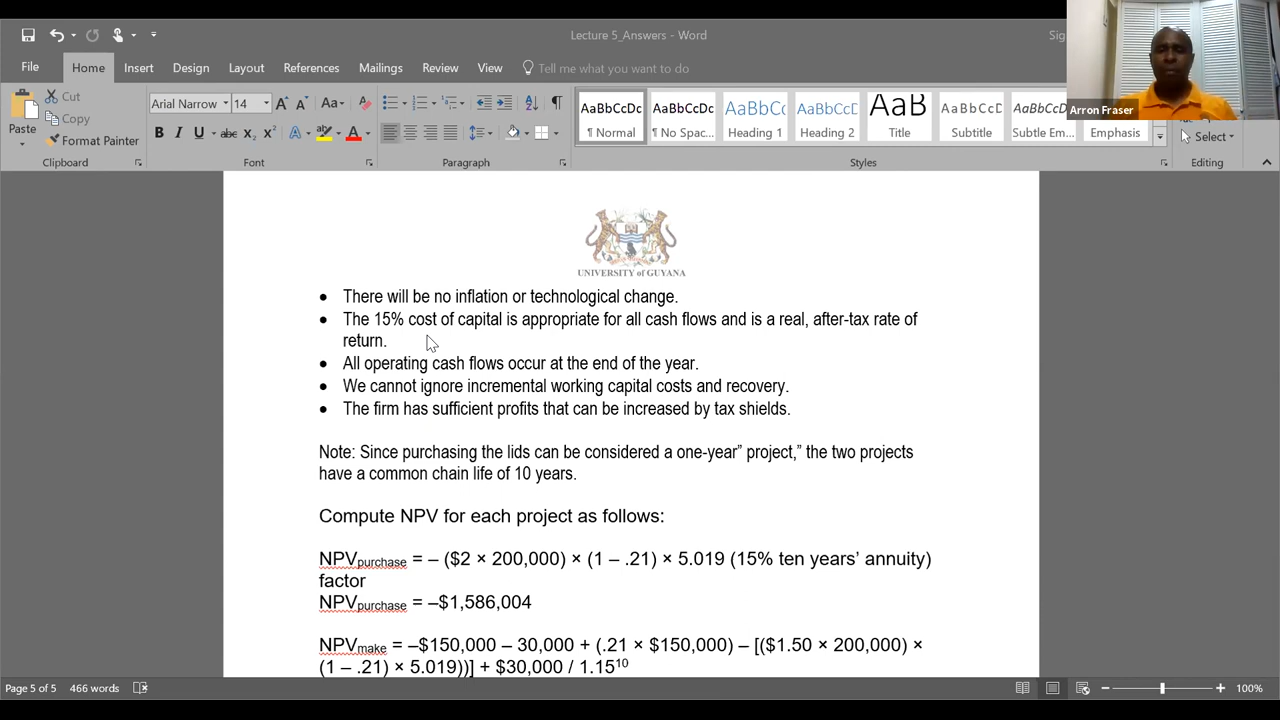 Lecture 5_Answers - Word
Arron Fraser
File Home Insert Design Layout References Mailings Review View Tell me what you want to do
Paste
Cut
Copy
Format Painter
Clipboard
Arial Narrow 14
Font
Paragraph
AaBbCcDc AaBbCcDc AaBbCc AaBbCcD AaB AaBbCcD AaBbCcD AaBbCcD
¶ Normal ¶ No Spac... Heading 1 Heading 2 Title Subtitle Subtle Em... Emphasis
Styles
Select
Editing
UNIVERSITY of GUYANA
• There will be no inflation or technological change.
• The 15% cost of capital is appropriate for all cash flows and is a real, after-tax rate of
return.
• All operating cash flows occur at the end of the year.
• We cannot ignore incremental working capital costs and recovery.
• The firm has sufficient profits that can be increased by tax shields.
Note: Since purchasing the lids can be considered a one-year” project,” the two projects
have a common chain life of 10 years.
Compute NPV for each project as follows:
NPVpurchase = – ($2 × 200,000) × (1 – .21) × 5.019 (15% ten years’ annuity)
factor
NPVpurchase = –$1,586,004
NPVmake = –$150,000 – 30,000 + (.21 × $150,000) – [($1.50 × 200,000) ×
(1 – .21) × 5.019))] + $30,000 / 1.15¹⁰
Page 5 of 5 466 words
100%